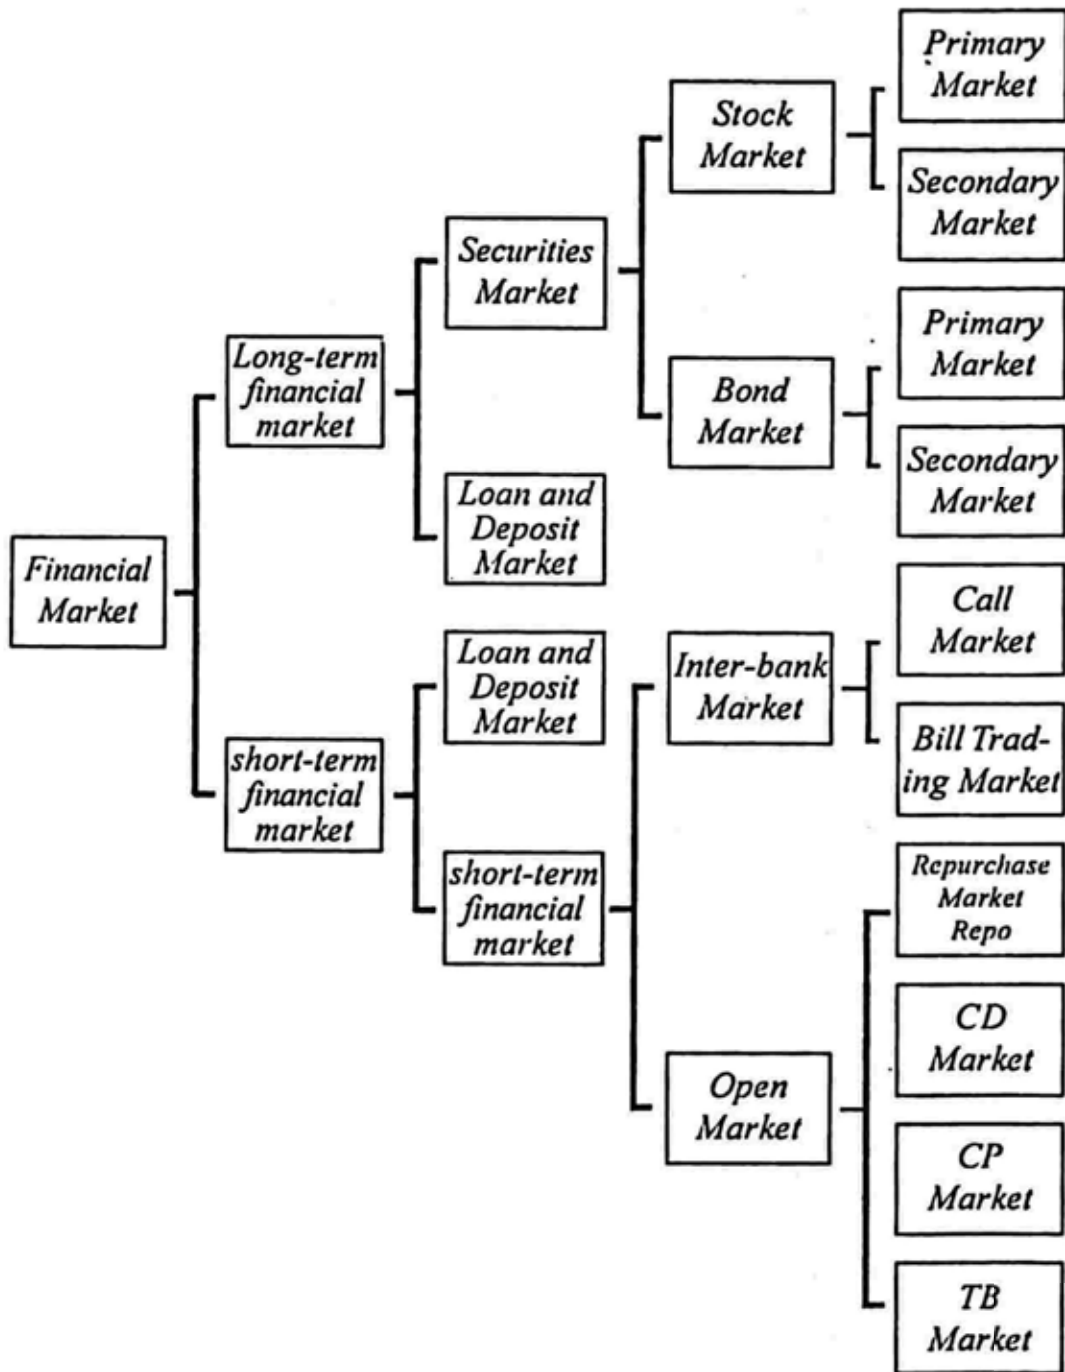 Primary
Market
Stock
Market
Secondary
Market
Securities
Market
Primary
Market
Long-term
financial
market
Bond
Market
Secondary
Market
Loan and
Deposit
Market
Financial
Market
Call
Market
Loan and
Deposit
Market
Inter-bank
Market
Bill Trad-
ing Market
short-term
financial
market
short-term
financial
market
Repurchase
Market
Repo
CD
Market
Open
Market
CP
Market
TB
Market